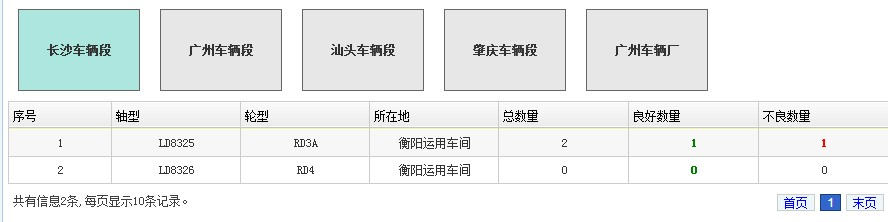 长沙车辆段 广州车辆段 汕头车辆段 肇庆车辆段 广州车辆厂
序号 轴型 轮型 所在地 总数量 良好数量 不良数量
1 LD8325 RD3A 衡阳运用车间 2 1 1
2 LD8326 RD4 衡阳运用车间 0 0 0
共有信息2条,每页显示10条记录。 首页 1 末页